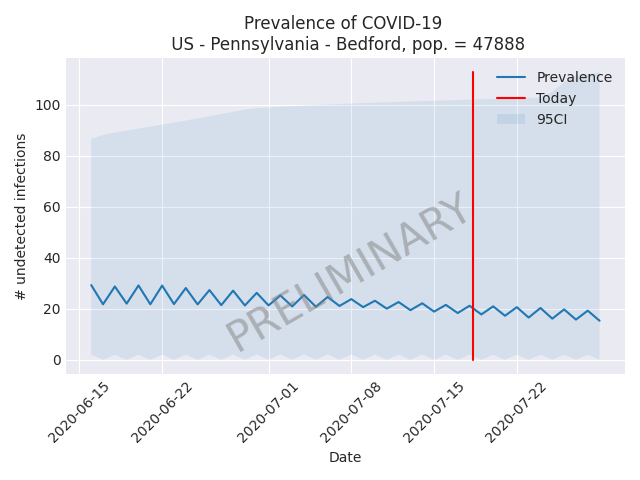 Prevalence of COVID-19
US - Pennsylvania - Bedford, pop. = 47888
Prevalence
Today
95CI
100
80
60
40
20
0
# undetected infections
PRELIMINARY
2020-06-15
2020-06-22
2020-07-01
2020-07-08
2020-07-15
2020-07-22
Date